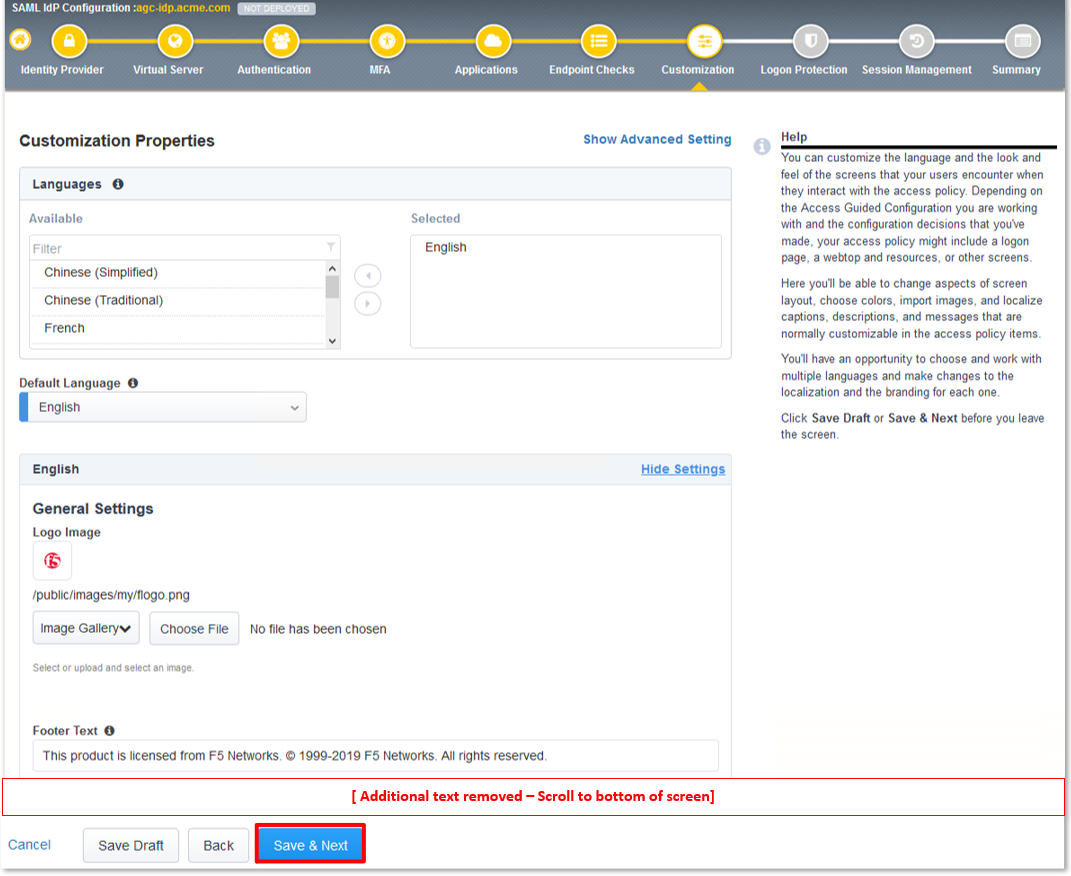 SAML IdP Configuration :agc-idp.acme.com NOT DEPLOYED
Identity Provider Virtual Server Authentication MFA Applications Endpoint Checks Customization Logon Protection Session Management Summary
Customization Properties
Show Advanced Setting
Languages
Available
Selected
Filter
Chinese (Simplified)
Chinese (Traditional)
French
English
Default Language
English
English
Hide Settings
General Settings
Logo Image
f5
/public/images/my/flogo.png
Image Gallery
Choose File
No file has been chosen
Select or upload and select an image.
Footer Text
This product is licensed from F5 Networks. © 1999-2019 F5 Networks. All rights reserved.
Help
You can customize the language and the look and
feel of the screens that your users encounter when
they interact with the access policy. Depending on
the Access Guided Configuration you are working
with and the configuration decisions that you've
made, your access policy might include a logon
page, a webtop and resources, or other screens.
Here you'll be able to change aspects of screen
layout, choose colors, import images, and localize
captions, descriptions, and messages that are
normally customizable in the access policy items.
You'll have an opportunity to choose and work with
multiple languages and make changes to the
localization and the branding for each one.
Click Save Draft or Save & Next before you leave
the screen.
[ Additional text removed – Scroll to bottom of screen]
Cancel
Save Draft
Back
Save & Next